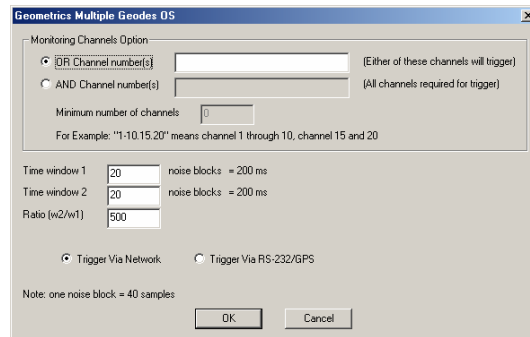 Geometrics Multiple Geodes OS
Monitoring Channels Option
OR Channel number(s) (Either of these channels will trigger)
AND Channel number(s) (All channels required for trigger)
Minimum number of channels 0
For Example: "1-10.15.20" means channel 1 through 10, channel 15 and 20
Time window 1 20 noise blocks = 200 ms
Time window 2 20 noise blocks = 200 ms
Ratio (w2/w1) 500
Trigger Via Network Trigger Via RS-232/GPS
Note: one noise block = 40 samples
OK Cancel